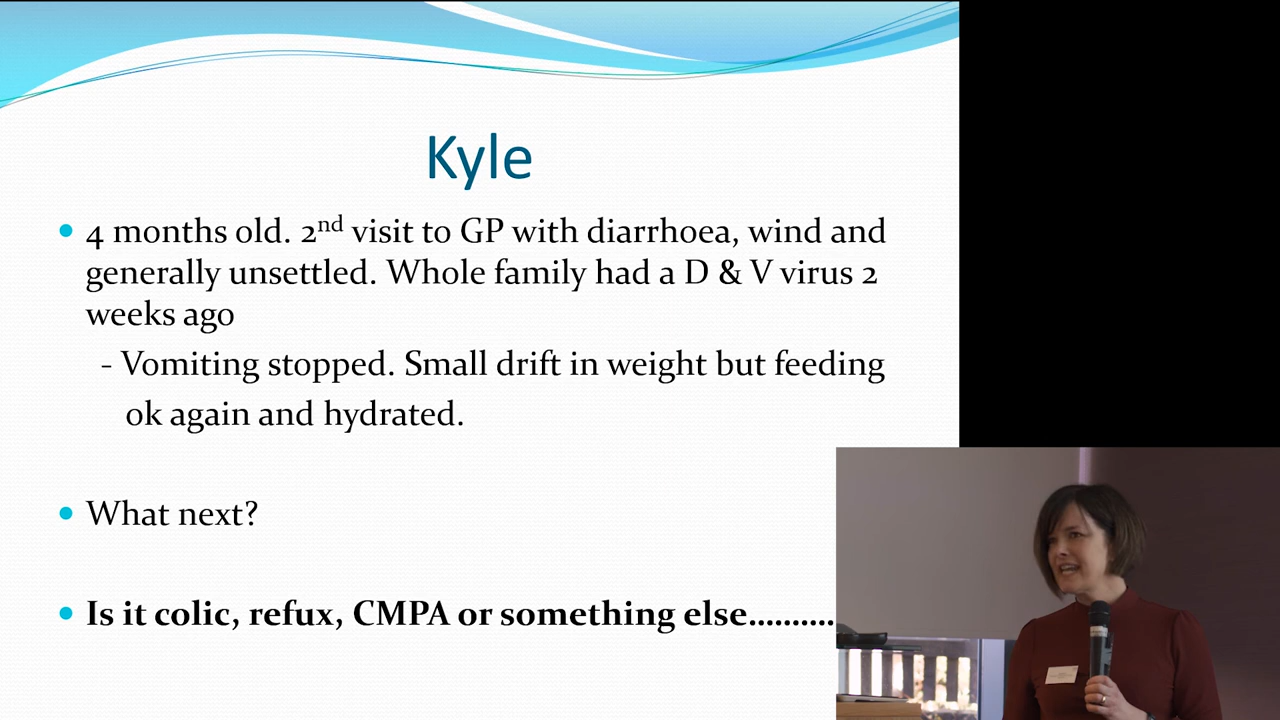 Kyle
• 4 months old. 2nd visit to GP with diarrhoea, wind and
generally unsettled. Whole family had a D & V virus 2
weeks ago
- Vomiting stopped. Small drift in weight but feeding
ok again and hydrated.
• What next?
• Is it colic, refux, CMPA or something else..........